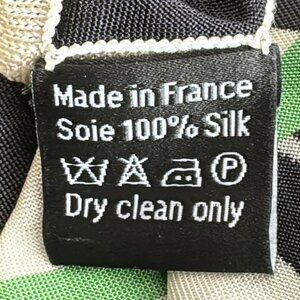 Made in France
Soie 100% Silk
P
Dry clean only